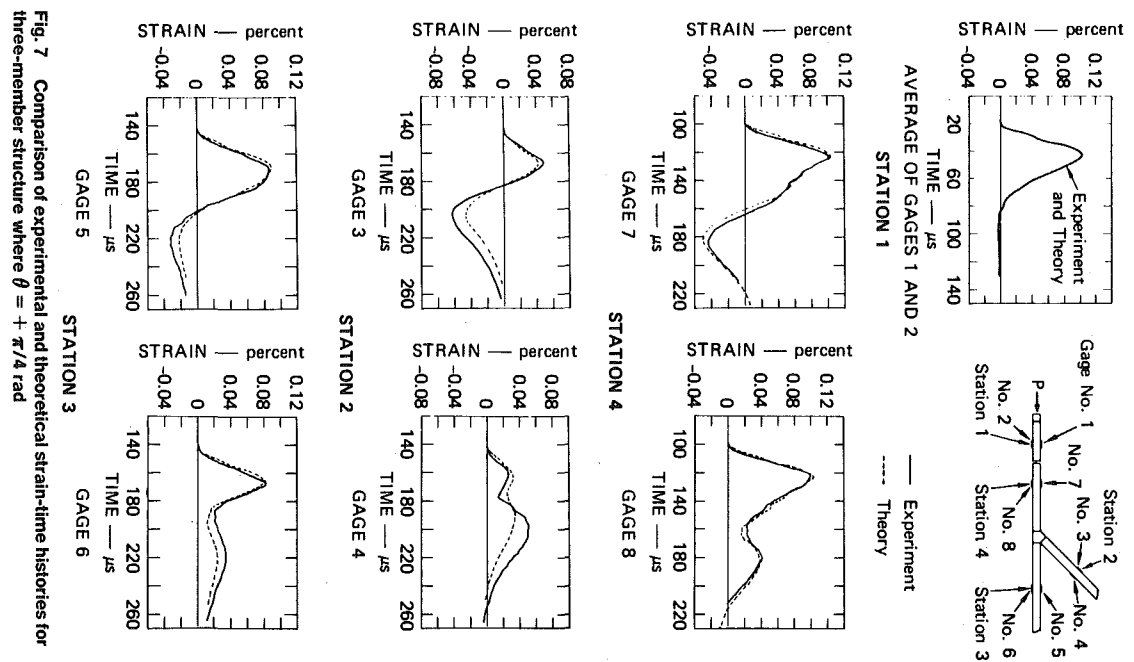 STRAIN — percent
0.12
0.08
0.04
0
-0.04
20
60
100
140
TIME — μs
Experiment
and Theory
AVERAGE OF GAGES 1 AND 2
STATION 1
Gage No. 1
No. 2
Station 1
P
No. 7
No. 8
Station 4
Station 2
No. 3
No. 4
No. 5
No. 6
Station 3
— Experiment
---- Theory
STRAIN — percent
0.12
0.08
0.04
0
-0.04
100
140
180
220
TIME — μs
GAGE 7
STRAIN — percent
0.12
0.08
0.04
0
-0.04
100
140
180
220
TIME — μs
GAGE 8
STATION 4
STRAIN — percent
0.08
0.04
0
-0.04
-0.08
140
180
220
260
TIME — μs
GAGE 3
STRAIN — percent
0.12
0.08
0.04
0
-0.04
140
180
220
260
TIME — μs
GAGE 4
STATION 2
STRAIN — percent
0.12
0.08
0.04
0
-0.04
140
180
220
260
TIME — μs
GAGE 5
STRAIN — percent
0.12
0.08
0.04
0
-0.04
140
180
220
260
TIME — μs
GAGE 6
STATION 3
Fig. 7 Comparison of experimental and theoretical strain-time histories for
three-member structure where θ = + π/4 rad